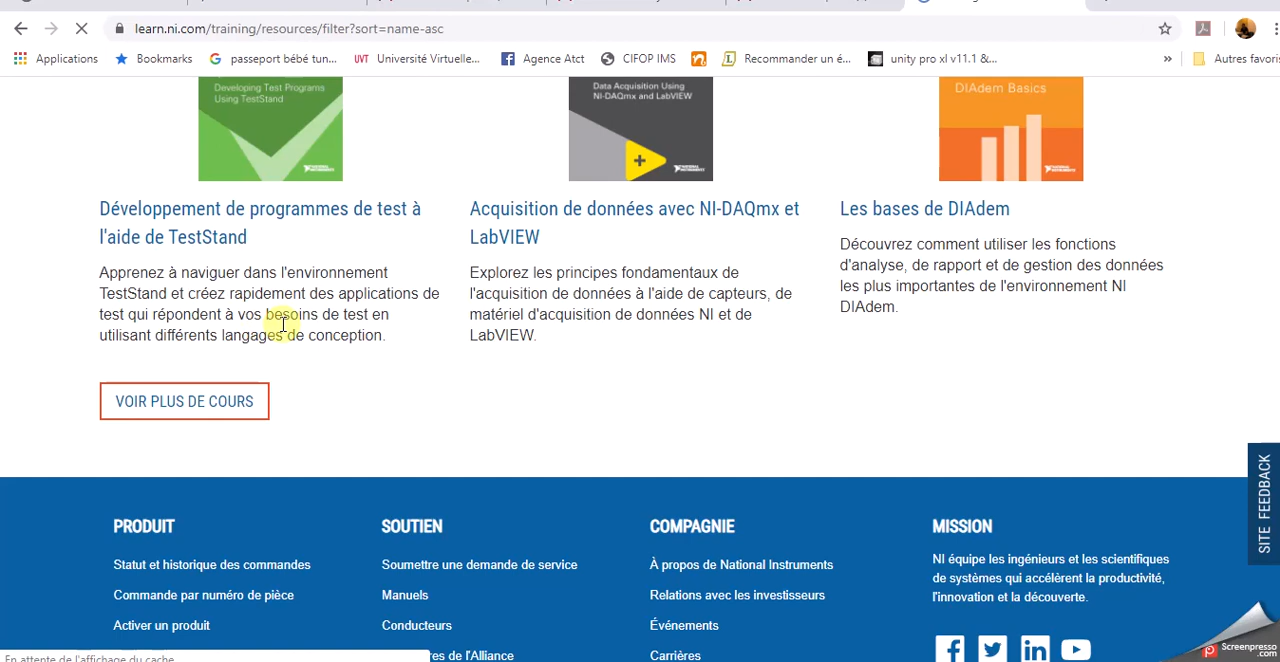 learn.ni.com/training/resources/filter?sort=name-asc
Applications
Bookmarks
passeport bébé tun...
UVT Université Virtuelle...
Agence Atct
CIFOP IMS
Recommander un é...
unity pro xl v11.1 &...
»
Autres favoris
Developing Test Programs
Using TestStand
NATIONAL INSTRUMENTS
Data Acquisition Using
NI-DAQmx and LabVIEW
NATIONAL INSTRUMENTS
DIAdem Basics
NATIONAL INSTRUMENTS
Développement de programmes de test à
l'aide de TestStand
Apprenez à naviguer dans l'environnement
TestStand et créez rapidement des applications de
test qui répondent à vos besoins de test en
utilisant différents langages de conception.
Acquisition de données avec NI-DAQmx et
LabVIEW
Explorez les principes fondamentaux de
l'acquisition de données à l'aide de capteurs, de
matériel d'acquisition de données NI et de
LabVIEW.
Les bases de DIAdem
Découvrez comment utiliser les fonctions
d'analyse, de rapport et de gestion des données
les plus importantes de l'environnement NI
DIAdem.
VOIR PLUS DE COURS
SITE FEEDBACK
PRODUIT
Statut et historique des commandes
Commande par numéro de pièce
Activer un produit
SOUTIEN
Soumettre une demande de service
Manuels
Conducteurs
res de l'Alliance
COMPAGNIE
À propos de National Instruments
Relations avec les investisseurs
Événements
Carrières
MISSION
NI équipe les ingénieurs et les scientifiques
de systèmes qui accélèrent la productivité,
l'innovation et la découverte.
En attente de l'affichage du cache
Screenpresso
.com